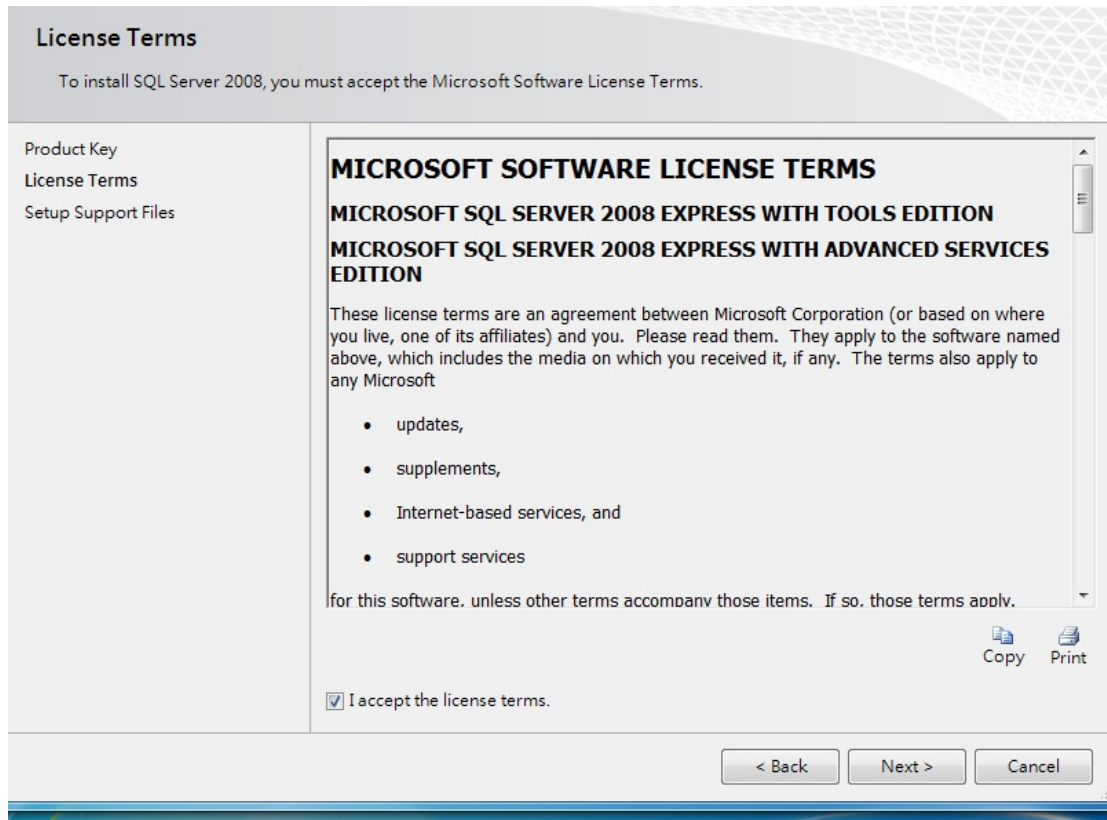 License Terms
To install SQL Server 2008, you must accept the Microsoft Software License Terms.
Product Key
License Terms
Setup Support Files
MICROSOFT SOFTWARE LICENSE TERMS
MICROSOFT SQL SERVER 2008 EXPRESS WITH TOOLS EDITION
MICROSOFT SQL SERVER 2008 EXPRESS WITH ADVANCED SERVICES
EDITION
These license terms are an agreement between Microsoft Corporation (or based on where
you live, one of its affiliates) and you.  Please read them.  They apply to the software named
above, which includes the media on which you received it, if any.  The terms also apply to
any Microsoft
• updates,
• supplements,
• Internet-based services, and
• support services
for this software, unless other terms accompany those items.  If so, those terms apply.
Copy Print
I accept the license terms.
< Back Next > Cancel